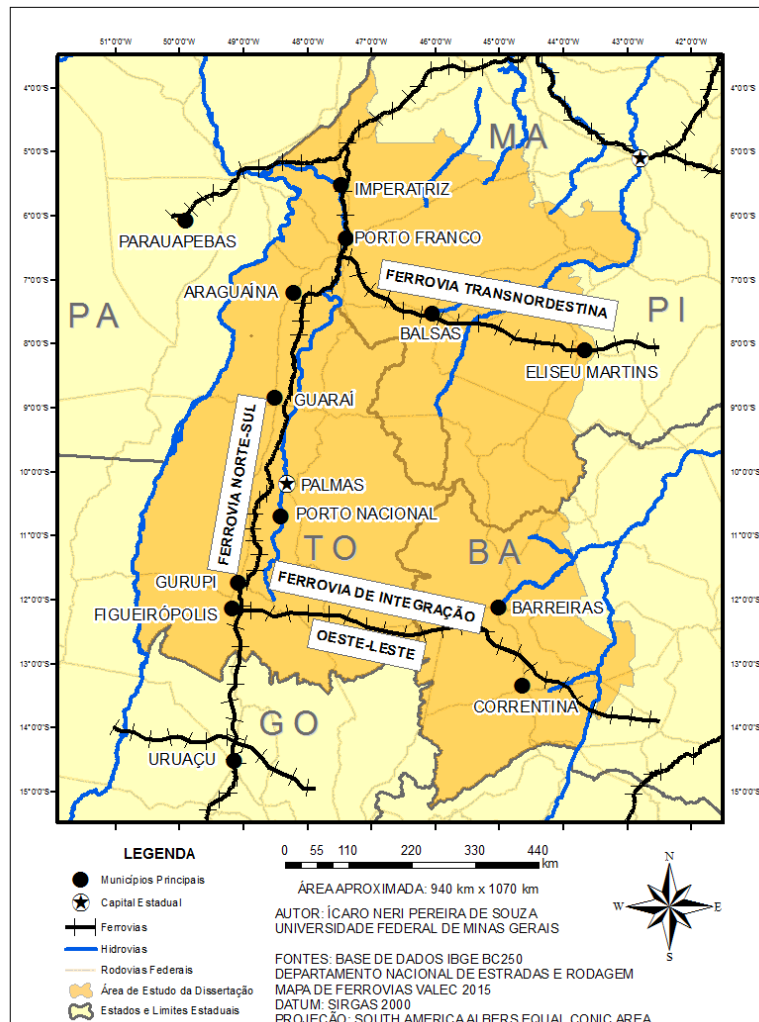 51°0'0"W 50°0'0"W 49°0'0"W 48°0'0"W 47°0'0"W 46°0'0"W 45°0'0"W 44°0'0"W 43°0'0"W 42°0'0"W
4°0'0"S
5°0'0"S
6°0'0"S
7°0'0"S
8°0'0"S
9°0'0"S
10°0'0"S
11°0'0"S
12°0'0"S
13°0'0"S
14°0'0"S
15°0'0"S
MA
IMPERATRIZ
PARAUAPEBAS
PORTO FRANCO
ARAGUAÍNA
FERROVIA TRANSNORDESTINA
PA
PI
BALSAS
ELISEU MARTINS
GUARAÍ
FERROVIA NORTE-SUL
PALMAS
PORTO NACIONAL
TO
BA
GURUPI
FERROVIA DE INTEGRAÇÃO
OESTE-LESTE
BARREIRAS
FIGUEIRÓPOLIS
CORRENTINA
GO
URUAÇU
LEGENDA
Municípios Principais
Capital Estadual
Ferrovias
Hidrovias
Rodovias Federais
Área de Estudo da Dissertação
Estados e Limites Estaduais
0 55 110 220 330 440
km
ÁREA APROXIMADA: 940 km x 1070 km
AUTOR: ÍCARO NERI PEREIRA DE SOUZA
UNIVERSIDADE FEDERAL DE MINAS GERAIS
FONTES: BASE DE DADOS IBGE BC250
DEPARTAMENTO NACIONAL DE ESTRADAS E RODAGEM
MAPA DE FERROVIAS VALEC 2015
DATUM: SIRGAS 2000
PROJEÇÃO: SOUTH AMERICA ALBERS EQUAL CONIC AREA
N
W E
S